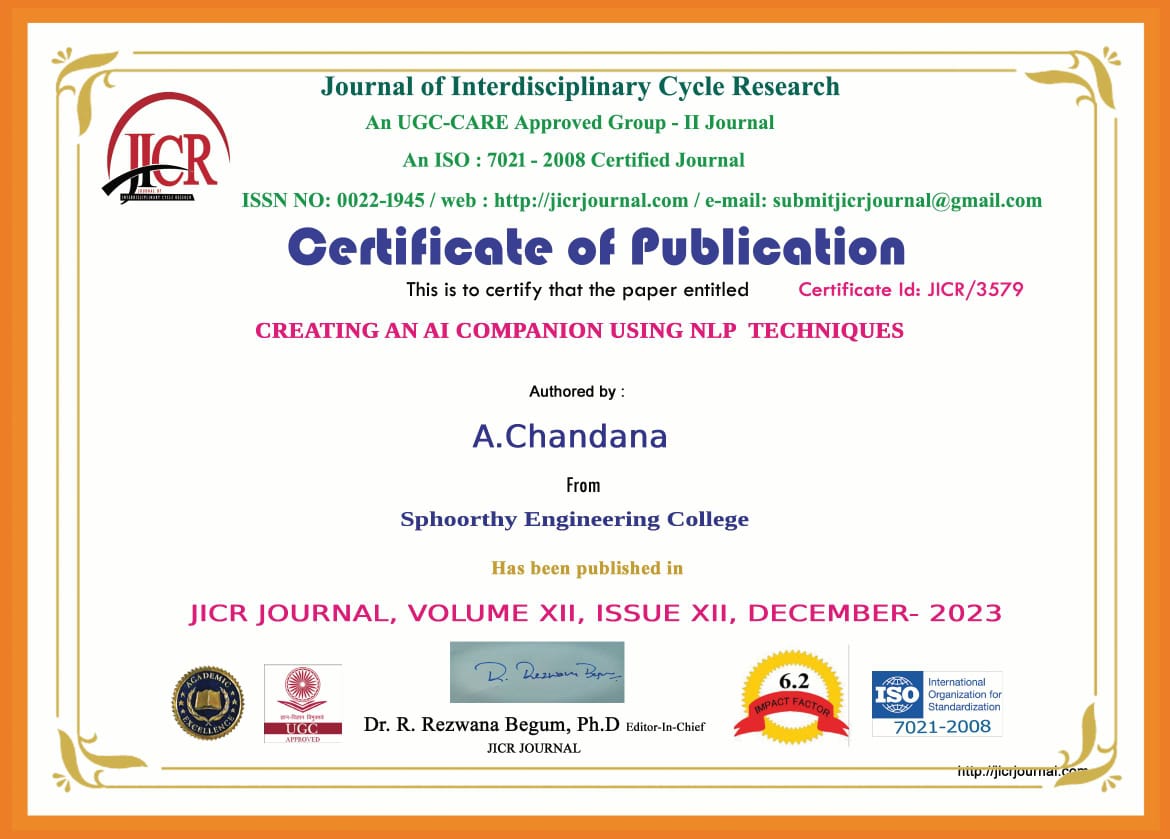 Journal of Interdisciplinary Cycle Research
An UGC-CARE Approved Group - II Journal
An ISO : 7021 - 2008 Certified Journal
JICR
JOURNAL OF
INTERDISCIPLINARY CYCLE RESEARCH
ISSN NO: 0022-1945 / web : http://jicrjournal.com / e-mail: submitjicrjournal@gmail.com
Certificate of Publication
This is to certify that the paper entitled
Certificate Id: JICR/3579
CREATING AN AI COMPANION USING NLP TECHNIQUES
Authored by :
A.Chandana
From
Sphoorthy Engineering College
Has been published in
JICR JOURNAL, VOLUME XII, ISSUE XII, DECEMBER- 2023
ACADEMIC
EXCELLENCE
ज्ञान-विज्ञान विमुक्तये
UGC
APPROVED
R. Rezwana Begum
Dr. R. Rezwana Begum, Ph.D Editor-In-Chief
JICR JOURNAL
6.2
IMPACT FACTOR
ISO
International
Organization for
Standardization
7021-2008
http://jicrjournal.com